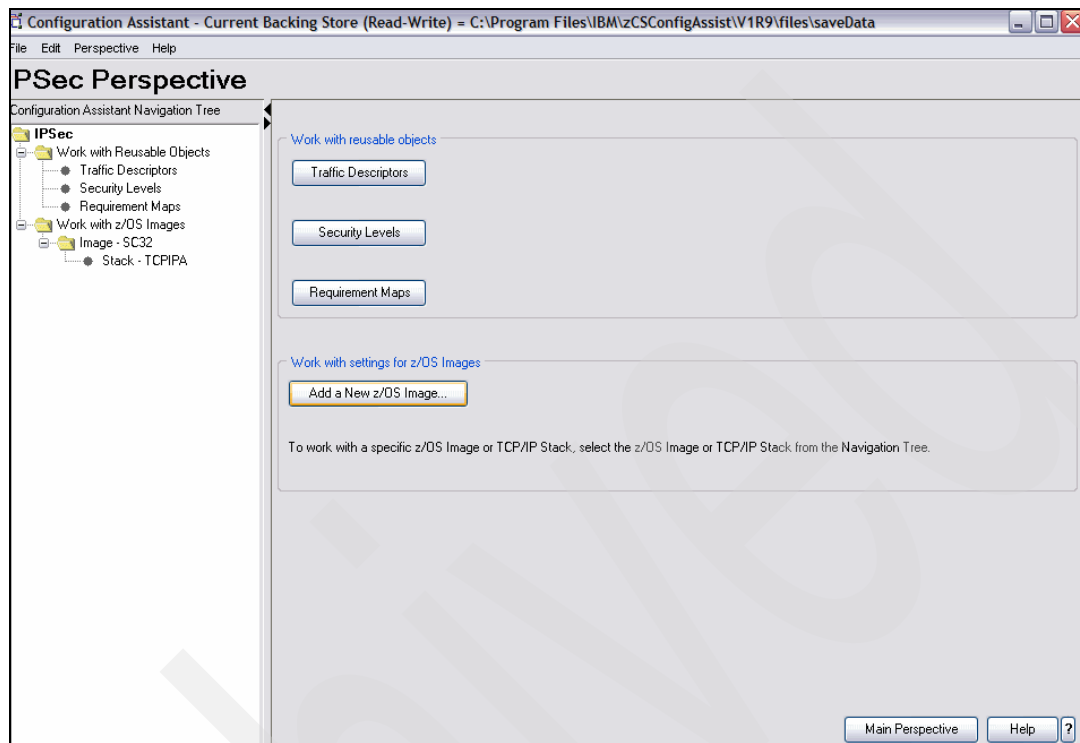 Configuration Assistant - Current Backing Store (Read-Write) = C:\Program Files\IBM\zCSConfigAssist\V1R9\files\saveData
File Edit Perspective Help
IPSec Perspective
Configuration Assistant Navigation Tree
IPSec
Work with Reusable Objects
Traffic Descriptors
Security Levels
Requirement Maps
Work with z/OS Images
Image - SC32
Stack - TCPIPA
Work with reusable objects
Traffic Descriptors
Security Levels
Requirement Maps
Work with settings for z/OS Images
Add a New z/OS Image...
To work with a specific z/OS Image or TCP/IP Stack, select the z/OS Image or TCP/IP Stack from the Navigation Tree.
Main Perspective
Help
?